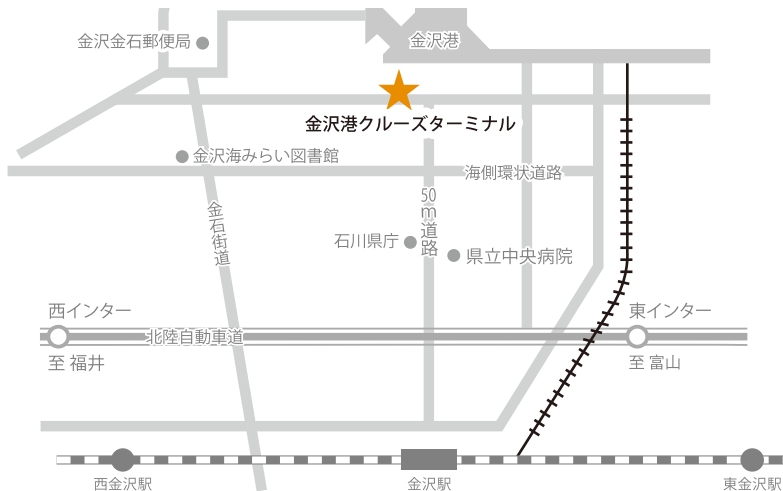 金沢金石郵便局
金沢港
金沢港クルーズターミナル
金沢海みらい図書館
海側環状道路
50m道路
金石街道
石川県庁
県立中央病院
西インター
東インター
北陸自動車道
至 福井
至 富山
西金沢駅
金沢駅
東金沢駅